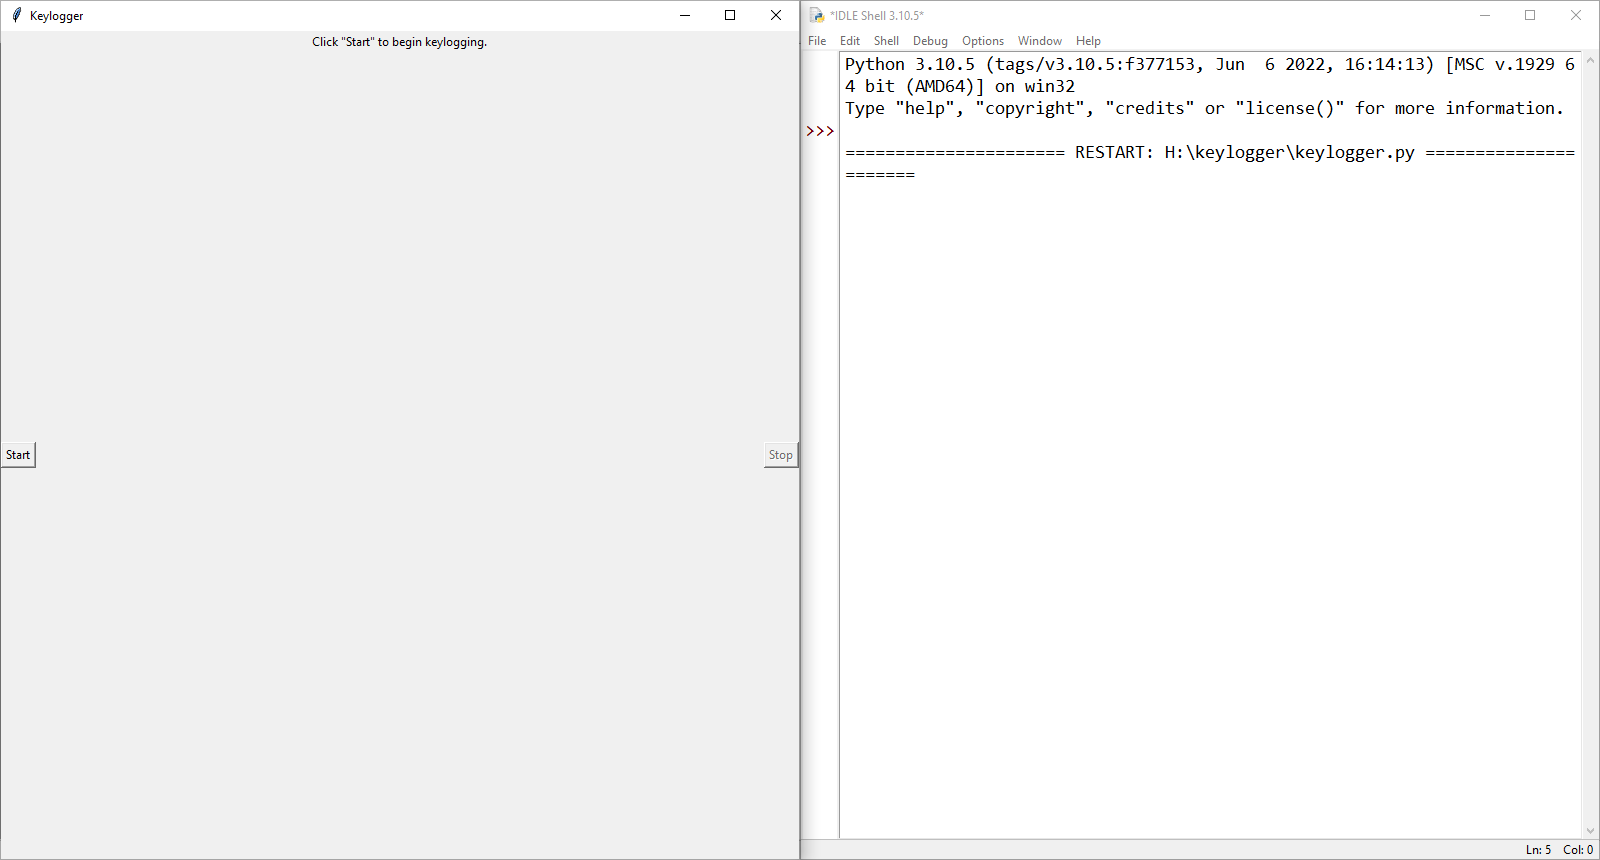 Keylogger
Click "Start" to begin keylogging.
Start
Stop
*IDLE Shell 3.10.5*
File Edit Shell Debug Options Window Help
Python 3.10.5 (tags/v3.10.5:f377153, Jun  6 2022, 16:14:13) [MSC v.1929 6
4 bit (AMD64)] on win32
Type "help", "copyright", "credits" or "license()" for more information.
>>>
====================== RESTART: H:\keylogger\keylogger.py ===============
=======
Ln: 5 Col: 0